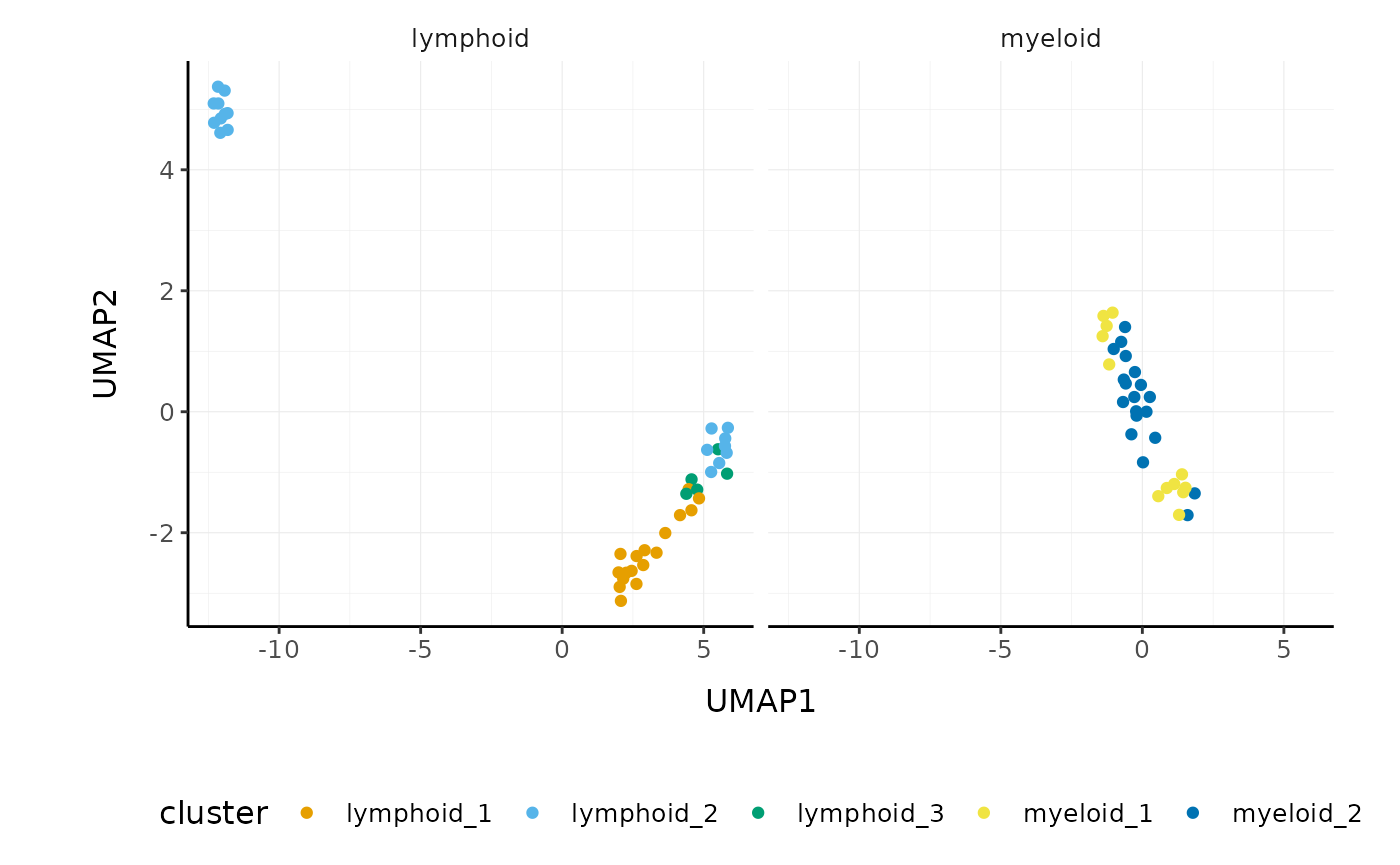 lymphoid myeloid
4
2
0
-2
UMAP2
-10 -5 0 5 -10 -5 0 5
UMAP1
cluster lymphoid_1 lymphoid_2 lymphoid_3 myeloid_1 myeloid_2